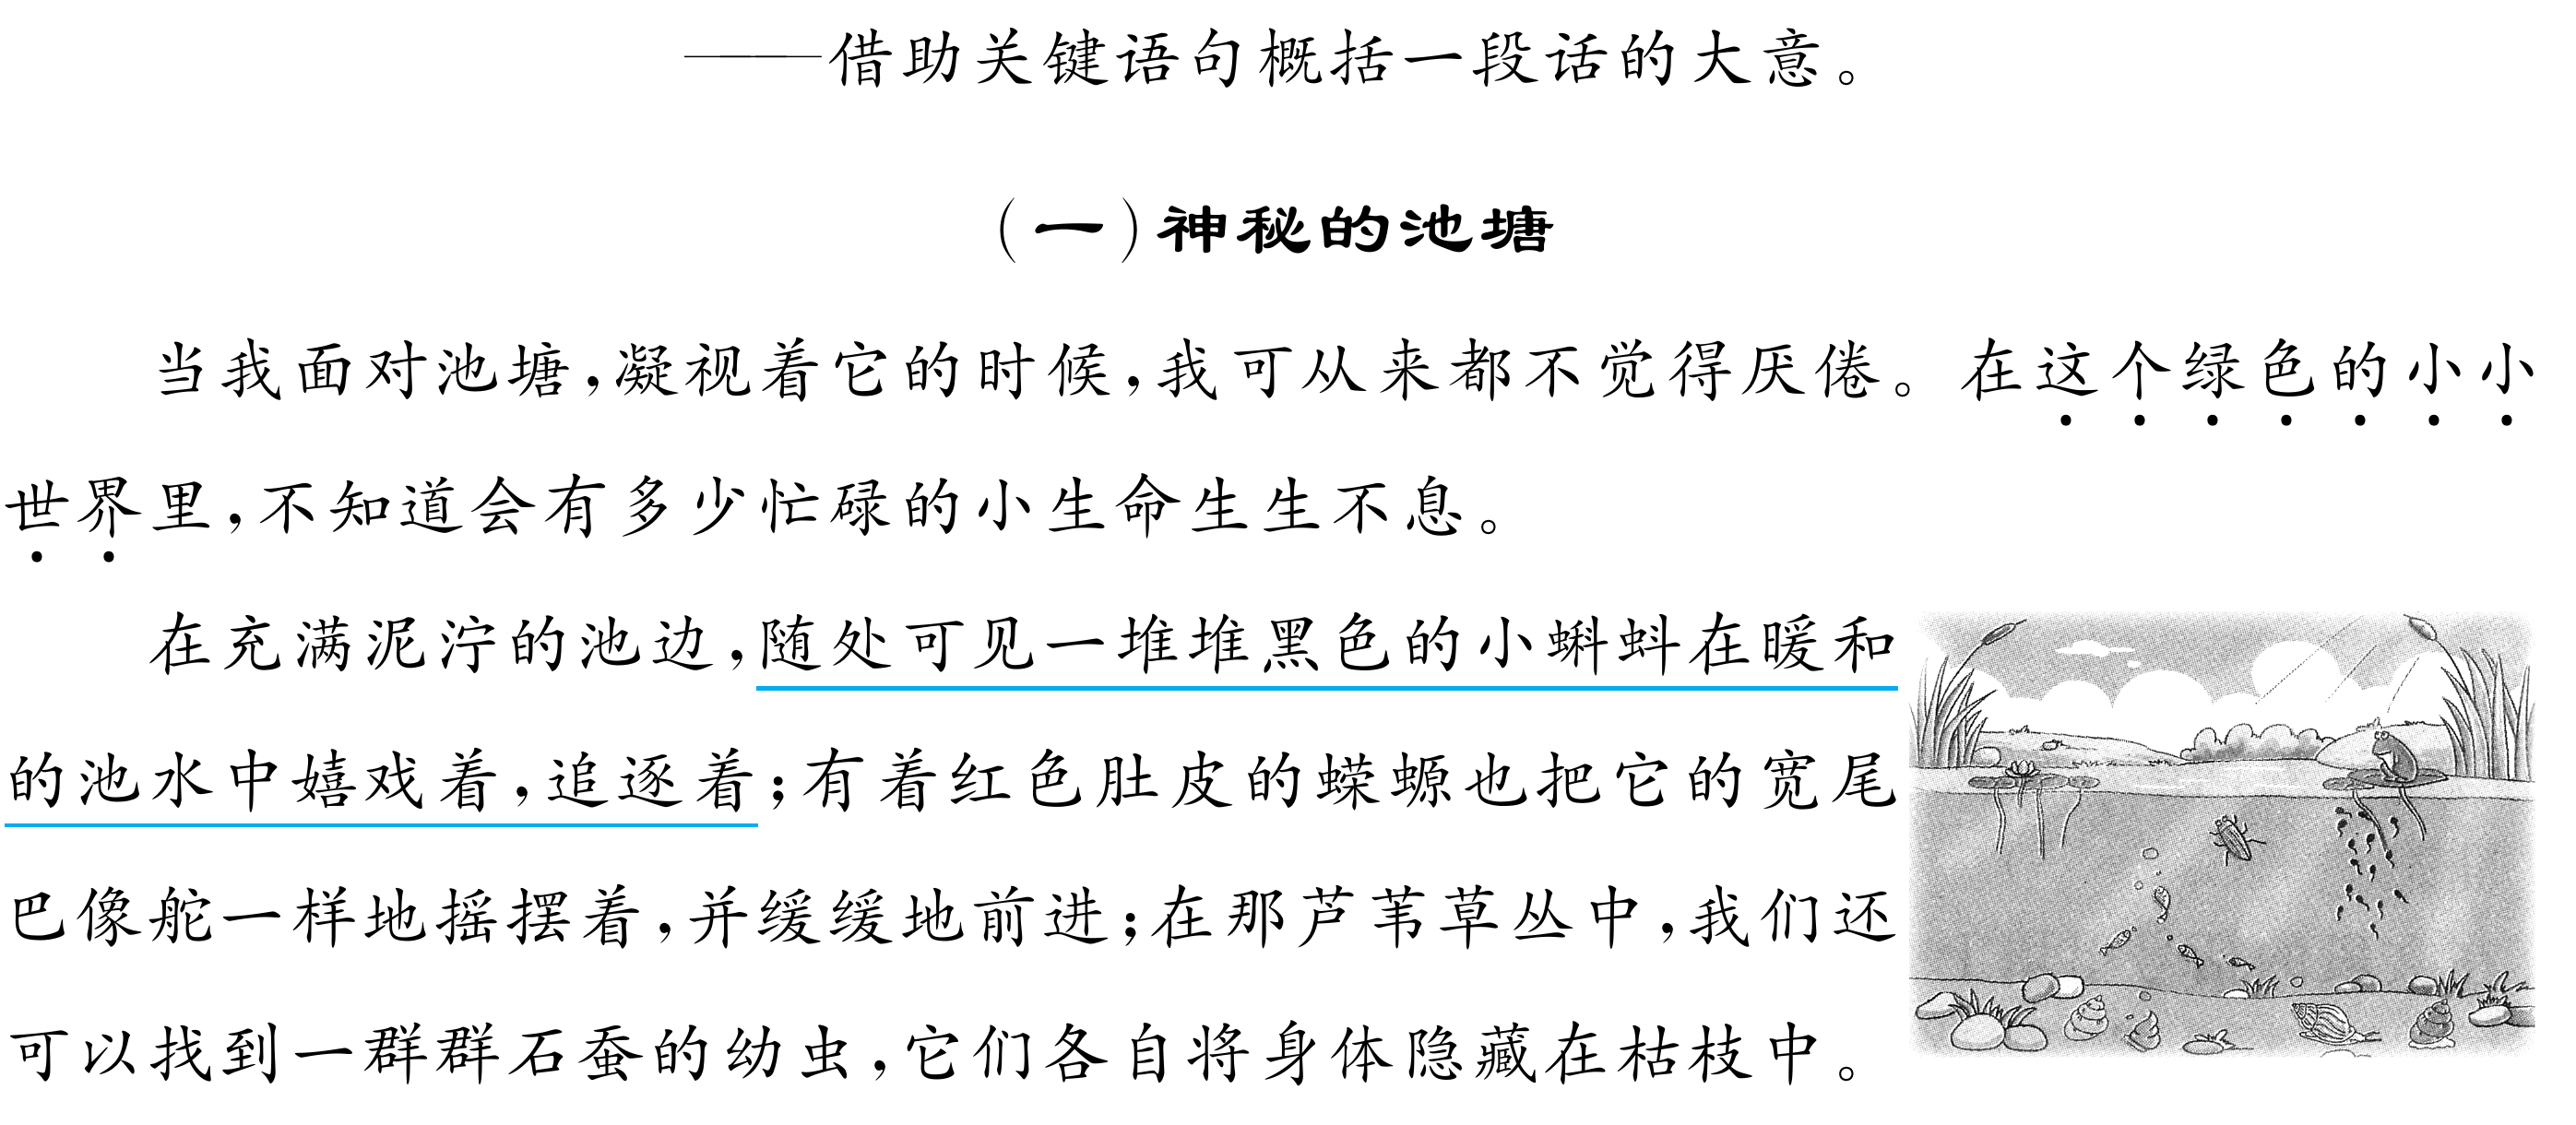 ——借助关键语句概括一段话的大意。
(一)神秘的池塘
当我面对池塘,凝视着它的时候,我可从来都不觉得厌倦。在这个绿色的小小
世界里,不知道会有多少忙碌的小生命生生不息。
在充满泥泞的池边,随处可见一堆堆黑色的小蝌蚪在暖和
的池水中嬉戏着,追逐着;有着红色肚皮的蝾螈也把它的宽尾
巴像舵一样地摇摆着,并缓缓地前进;在那芦苇草丛中,我们还
可以找到一群群石蚕的幼虫,它们各自将身体隐藏在枯枝中。